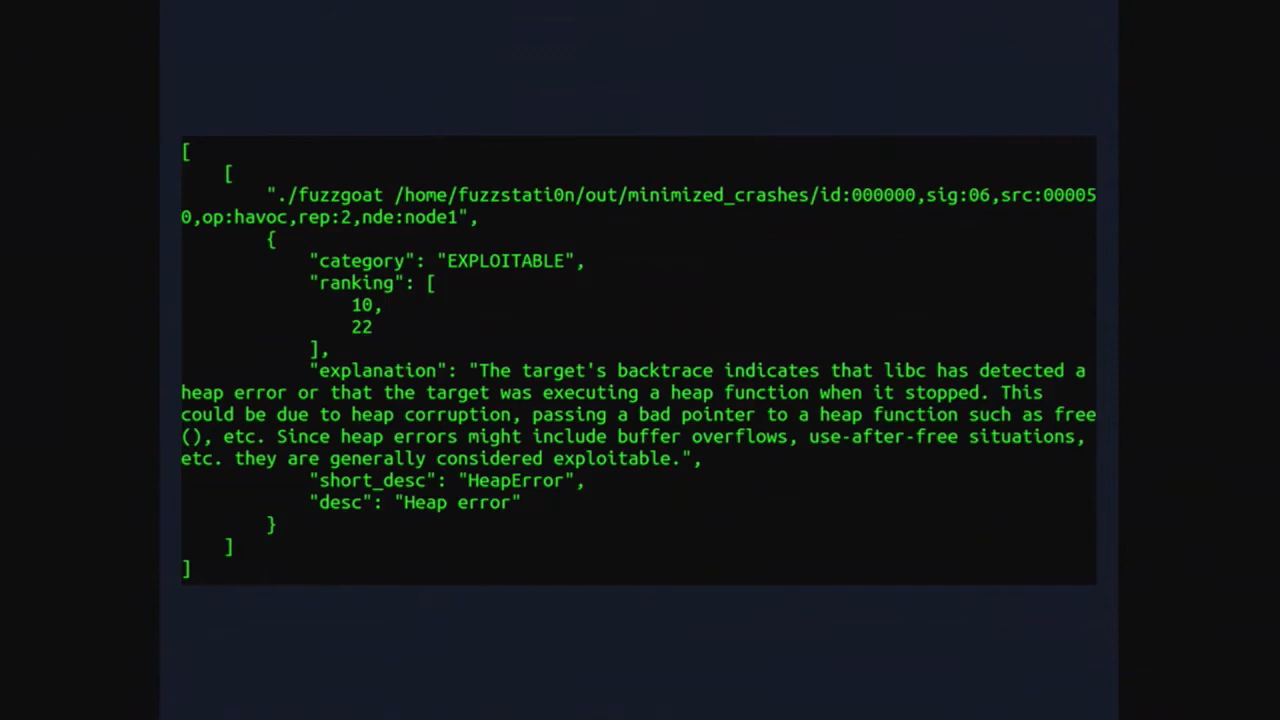 [
[
"./fuzzgoat /home/fuzzstati0n/out/minimized_crashes/id:000000,sig:06,src:00005
0,op:havoc,rep:2,nde:node1",
{
"category": "EXPLOITABLE",
"ranking": [
10,
22
],
"explanation": "The target's backtrace indicates that libc has detected a
heap error or that the target was executing a heap function when it stopped. This
could be due to heap corruption, passing a bad pointer to a heap function such as free
(), etc. Since heap errors might include buffer overflows, use-after-free situations,
etc. they are generally considered exploitable.",
"short_desc": "HeapError",
"desc": "Heap error"
}
]
]